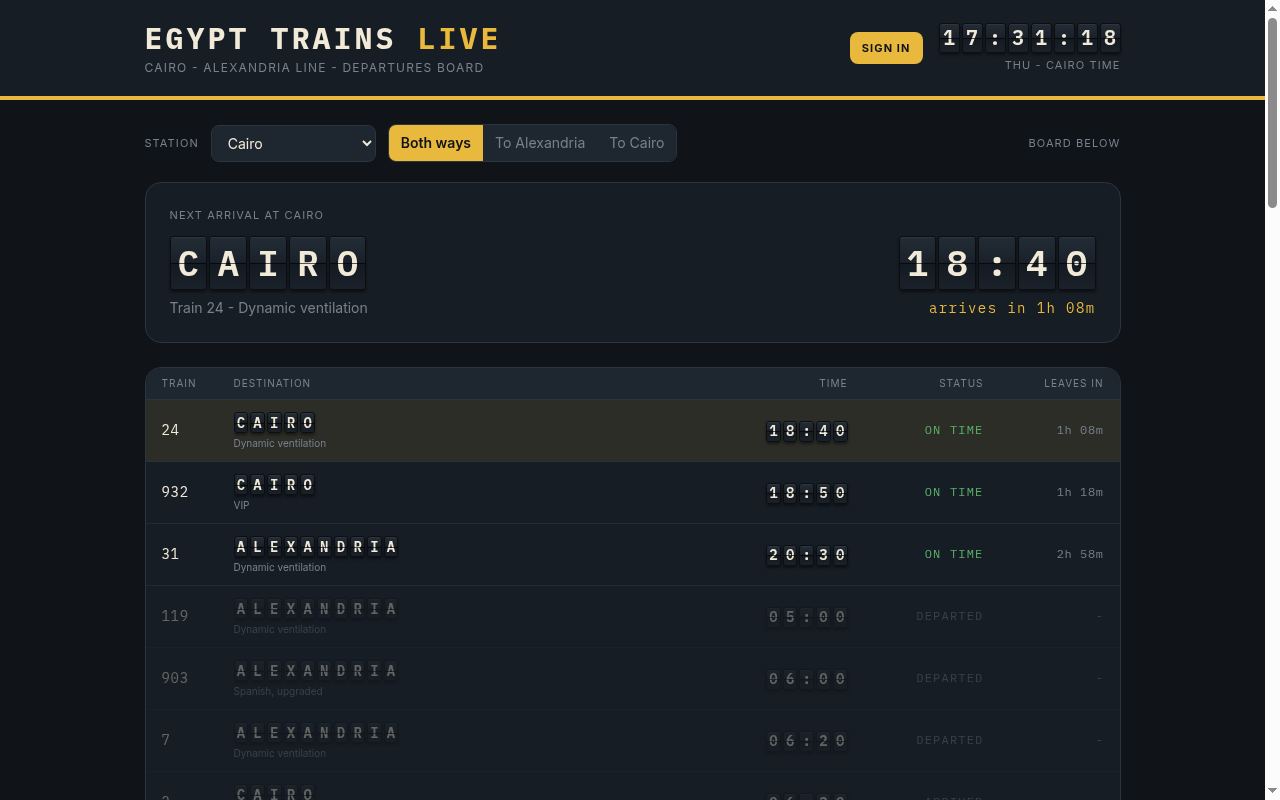 EGYPT TRAINS LIVE
CAIRO - ALEXANDRIA LINE - DEPARTURES BOARD
SIGN IN
17:31:18
THU - CAIRO TIME
STATION
Cairo
Both ways
To Alexandria
To Cairo
BOARD BELOW
NEXT ARRIVAL AT CAIRO
CAIRO
18:40
Train 24 - Dynamic ventilation
arrives in 1h 08m
TRAIN DESTINATION TIME STATUS LEAVES IN
24 CAIRO 18:40 ON TIME 1h 08m
Dynamic ventilation
932 CAIRO 18:50 ON TIME 1h 18m
VIP
31 ALEXANDRIA 20:30 ON TIME 2h 58m
Dynamic ventilation
119 ALEXANDRIA 05:00 DEPARTED -
Dynamic ventilation
903 ALEXANDRIA 06:00 DEPARTED -
Spanish, upgraded
7 ALEXANDRIA 06:20 DEPARTED -
Dynamic ventilation
CAIRO